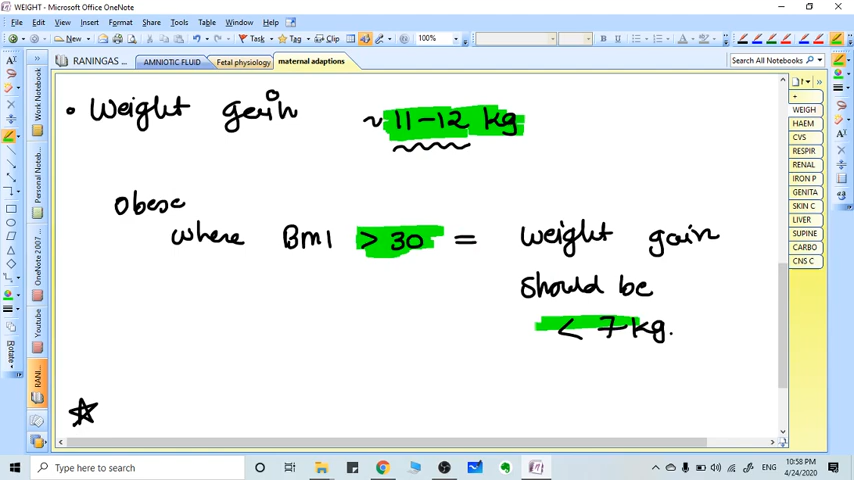 WEIGHT - Microsoft Office OneNote
File Edit View Insert Format Share Tools Table Window Help
New Task Tag Clip 100%
RANINGAS ... AMNIOTIC FLUID Fetal physiology maternal adaptions Search All Notebooks
Work Notebook
Personal Notebook
OneNote 2007
Youtube
RANI
• Weight gain ~ 11-12 kg
Obese
where BMI > 30 = weight gain
should be
< 7 kg.
WEIGH
HAEM
CVS
RESPIR
RENAL
IRON P
GENITA
SKIN C
LIVER
SUPINE
CARBO
CNS C
Rotate
Type here to search
ENG
10:58 PM
4/24/2020